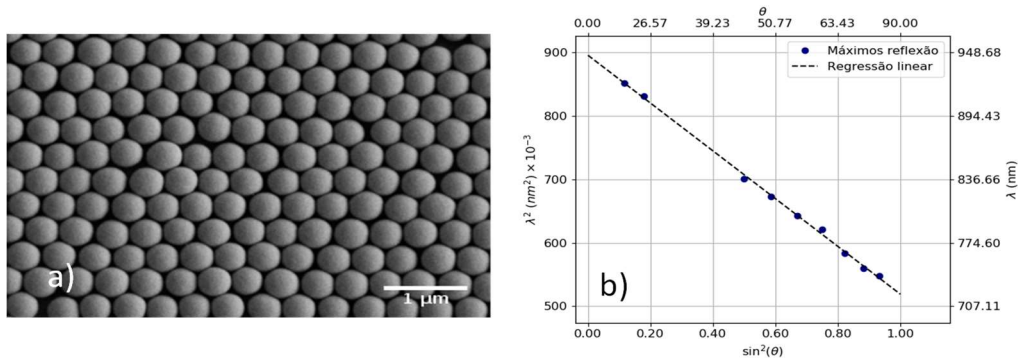 a)
1 μm
θ
0.00 26.57 39.23 50.77 63.43 90.00
Máximos reflexão
Regressão linear
900 948.68
800 894.43
700 836.66
600 774.60
500 707.11
λ² (nm²) × 10⁻³
λ (nm)
b)
0.00 0.20 0.40 0.60 0.80 1.00
sin²(θ)